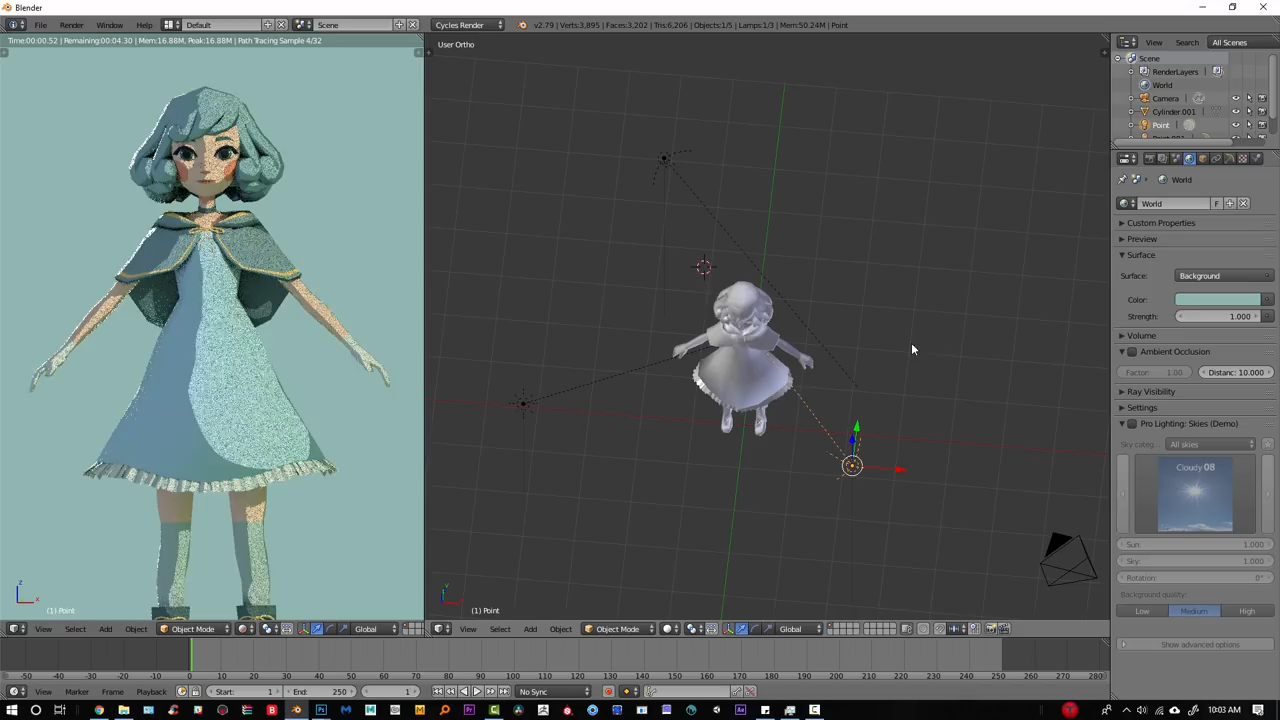 Blender
File Render Window Help Default Scene Cycles Render v2.79 | Verts:3,895 | Faces:3,202 | Tris:6,206 | Objects:1/5 | Lamps:1/3 | Mem:50.24M | Point
Time:00:00.52 | Remaining:00:04.30 | Mem:16.88M, Peak:16.88M | Path Tracing Sample 4/32
User Ortho
View Search All Scenes
Scene
RenderLayers
World
Camera
Cylinder.001
Point
World
World F
Custom Properties
Preview
Surface
Surface: Background
Color:
Strength: 1.000
Volume
Ambient Occlusion
Factor: 1.00 Distanc: 10.000
Ray Visibility
Settings
Pro Lighting: Skies (Demo)
Sky categ... All skies
Cloudy 08
Sun: 1.000
Sky: 1.000
Rotation: 0°
Background quality:
Low Medium High
Show advanced options
z
x
(1) Point
(1) Point
View Select Add Object Object Mode Global
View Select Add Object Object Mode Global
-50 -40 -30 -20 -10 0 10 20 30 40 50 60 70 80 90 100 110 120 130 140 150 160 170 180 190 200 210 220 230 240 250 260 270 280
View Marker Frame Playback Start: 1 End: 250 1 No Sync
10:03 AM